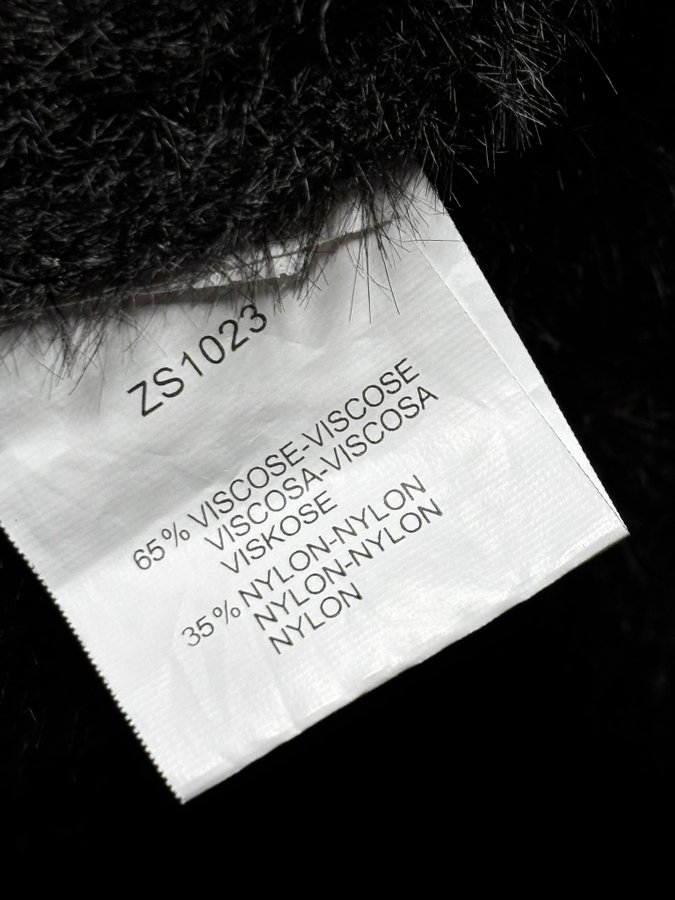 ZS1023
65% VISCOSE-VISCOSE
VISCOSA-VISCOSA
VISKOSE
35% NYLON-NYLON
NYLON-NYLON
NYLON